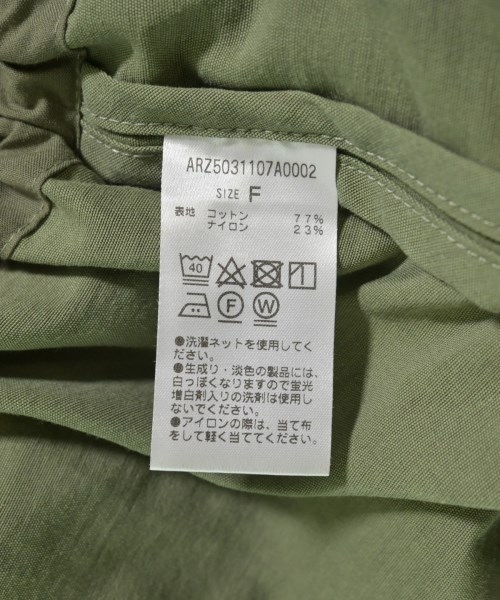 ARZ5031107A0002
SIZE F
表地 コットン 77%
ナイロン 23%
40
F W
●洗濯ネットを使用してく
ださい。
●生成り・淡色の製品には、
白っぽくなりますので蛍光
増白剤入りの洗剤は使用し
ないでください。
●アイロンの際は、当て布
をして軽く当ててください。